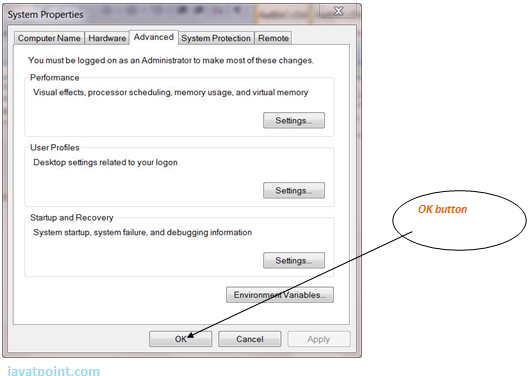 System Properties
Computer Name Hardware Advanced System Protection Remote
You must be logged on as an Administrator to make most of these changes.
Performance
Visual effects, processor scheduling, memory usage, and virtual memory
Settings...
User Profiles
Desktop settings related to your logon
Settings...
Startup and Recovery
System startup, system failure, and debugging information
Settings...
Environment Variables...
OK Cancel Apply
OK button
javatpoint.com